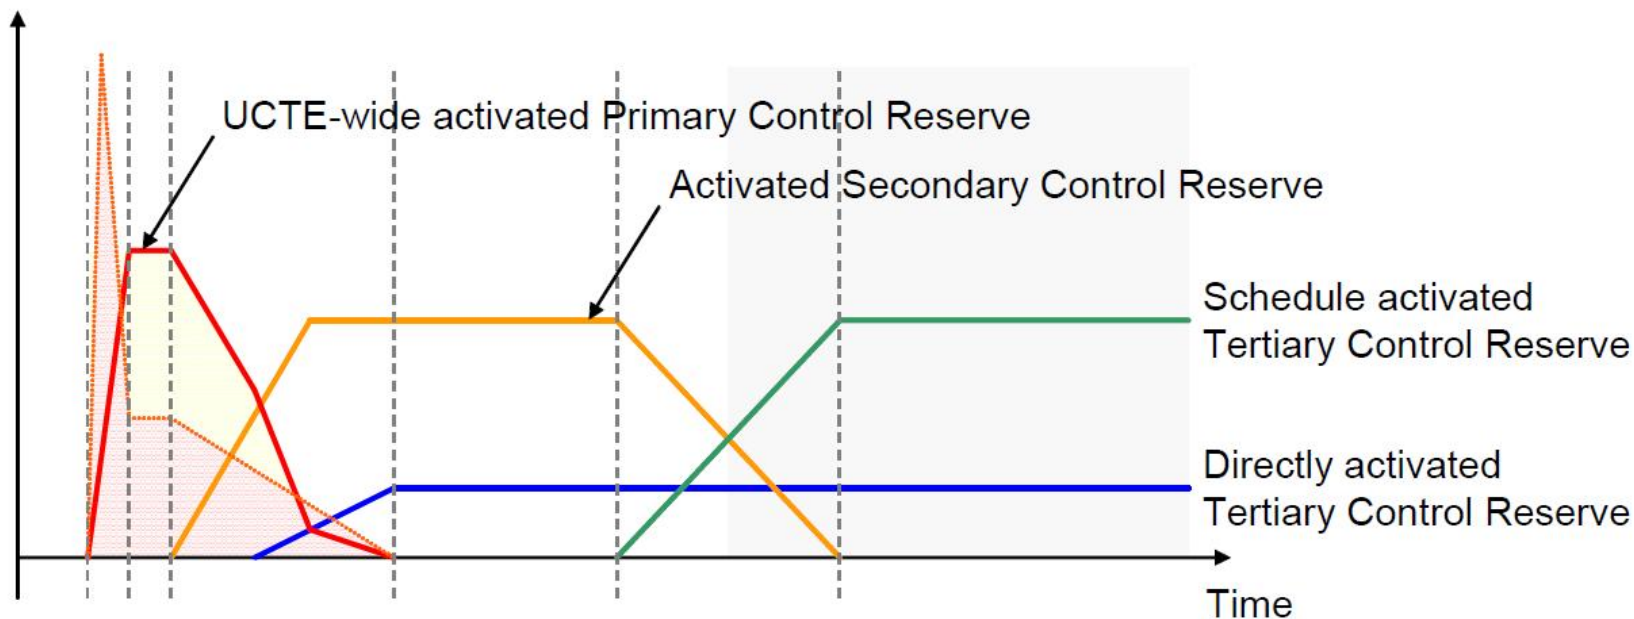 UCTE-wide activated Primary Control Reserve
Activated Secondary Control Reserve
Schedule activated
Tertiary Control Reserve
Directly activated
Tertiary Control Reserve
Time